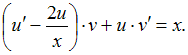 (u' − 2u/x) · v + u · v' = x.